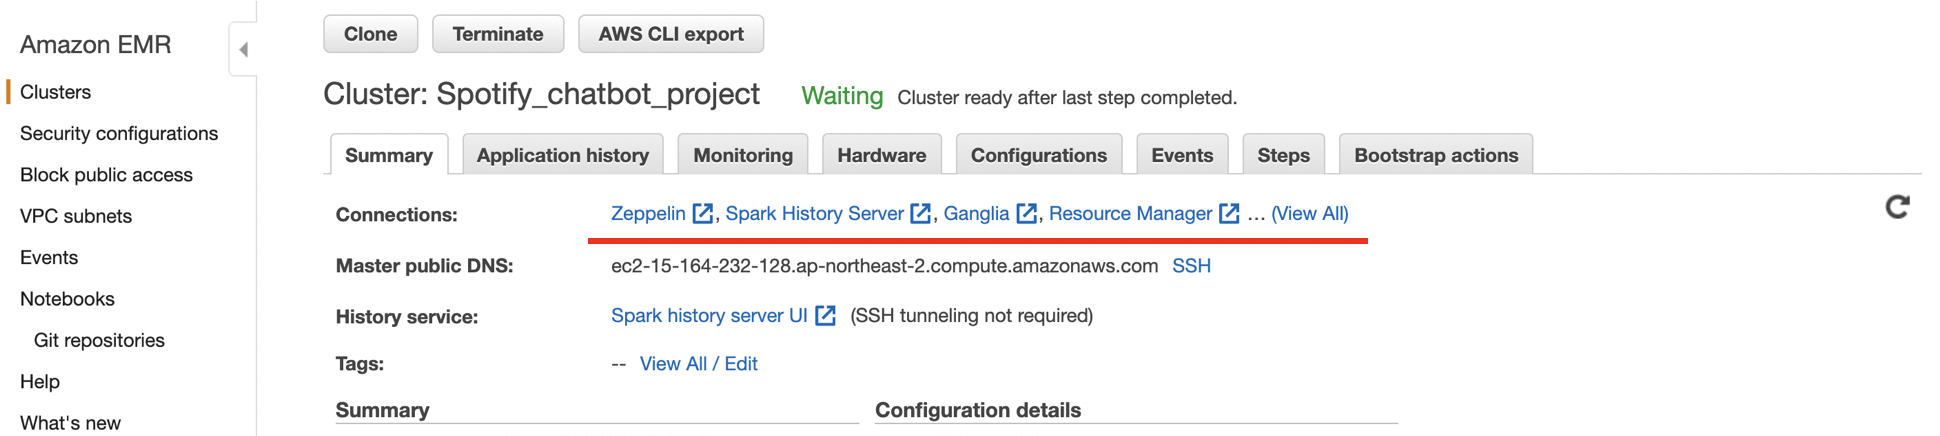 Amazon EMR
Clusters
Security configurations
Block public access
VPC subnets
Events
Notebooks
Git repositories
Help
What's new
Clone Terminate AWS CLI export
Cluster: Spotify_chatbot_project Waiting Cluster ready after last step completed.
Summary Application history Monitoring Hardware Configurations Events Steps Bootstrap actions
Connections: Zeppelin, Spark History Server, Ganglia, Resource Manager ... (View All)
Master public DNS: ec2-15-164-232-128.ap-northeast-2.compute.amazonaws.com SSH
History service: Spark history server UI (SSH tunneling not required)
Tags: -- View All / Edit
Summary Configuration details